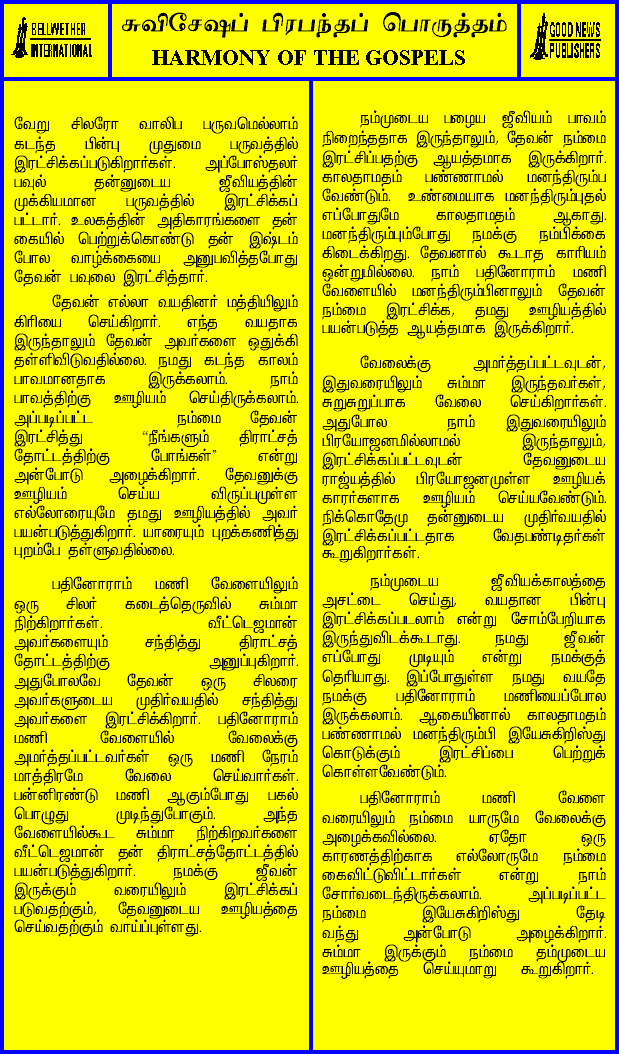 BELLWETHER
INTERNATIONAL
சுவிசேஷப் பிரபந்தப் பொருத்தம்
HARMONY OF THE GOSPELS
GOOD NEWS
PUBLISHERS
வேறு சிலரோ வாலிப பருவமெல்லாம்
கடந்த பின்பு முதுமை பருவத்தில்
இரட்சிக்கப்படுகிறார்கள். அப்போஸ்தலர்
பவுல் தன்னுடைய ஜீவியத்தின்
முக்கியமான பருவத்தில் இரட்சிக்கப்
பட்டார். உலகத்தின் அதிகாரங்களை தன்
கையில் பெற்றுக்கொண்டு தன் இஷ்டம்
போல வாழ்க்கையை அனுபவித்தபோது
தேவன் பவுலை இரட்சித்தார்.
தேவன் எல்லா வயதினர் மத்தியிலும்
கிரியை செய்கிறார். எந்த வயதாக
இருந்தாலும் தேவன் அவர்களை ஒதுக்கி
தள்ளிவிடுவதில்லை. நமது கடந்த காலம்
பாவமானதாக இருக்கலாம். நாம்
பாவத்திற்கு ஊழியம் செய்திருக்கலாம்.
அப்படிப்பட்ட நம்மை தேவன்
இரட்சித்து “நீங்களும் திராட்சத்
தோட்டத்திற்கு போங்கள்” என்று
அன்போடு அழைக்கிறார். தேவனுக்கு
ஊழியம் செய்ய விருப்பமுள்ள
எல்லோரையுமே தமது ஊழியத்தில் அவர்
பயன்படுத்துகிறார். யாரையும் புறக்கணித்து
புறம்பே தள்ளுவதில்லை.
பதினோராம் மணி வேளையிலும்
ஒரு சிலர் கடைத்தெருவில் சும்மா
நிற்கிறார்கள். வீட்டெஜமான்
அவர்களையும் சந்தித்து திராட்சத்
தோட்டத்திற்கு அனுப்புகிறார்.
அதுபோலவே தேவன் ஒரு சிலரை
அவர்களுடைய முதிர்வயதில் சந்தித்து
அவர்களை இரட்சிக்கிறார். பதினோராம்
மணி வேளையில் வேலைக்கு
அமர்த்தப்பட்டவர்கள் ஒரு மணி நேரம்
மாத்திரமே வேலை செய்வார்கள்.
பன்னிரண்டு மணி ஆகும்போது பகல்
பொழுது முடிந்துபோகும். அந்த
வேளையில்கூட சும்மா நிற்கிறவர்களை
வீட்டெஜமான் தன் திராட்சத்தோட்டத்தில்
பயன்படுத்துகிறார். நமக்கு ஜீவன்
இருக்கும் வரையிலும் இரட்சிக்கப்
படுவதற்கும், தேவனுடைய ஊழியத்தை
செய்வதற்கும் வாய்ப்புள்ளது.
நம்முடைய பழைய ஜீவியம் பாவம்
நிறைந்ததாக இருந்தாலும், தேவன் நம்மை
இரட்சிப்பதற்கு ஆயத்தமாக இருக்கிறார்.
காலதாமதம் பண்ணாமல் மனந்திரும்ப
வேண்டும். உண்மையாக மனந்திரும்புதல்
எப்போதுமே காலதாமதம் ஆகாது.
மனந்திரும்பும்போது நமக்கு நம்பிக்கை
கிடைக்கிறது. தேவனால் கூடாத காரியம்
ஒன்றுமில்லை. நாம் பதினோராம் மணி
வேளையில் மனந்திரும்பினாலும் தேவன்
நம்மை இரட்சிக்க, தமது ஊழியத்தில்
பயன்படுத்த ஆயத்தமாக இருக்கிறார்.
வேலைக்கு அமர்த்தப்பட்டவுடன்,
இதுவரையிலும் சும்மா இருந்தவர்கள்,
சுறுசுறுப்பாக வேலை செய்கிறார்கள்.
அதுபோல நாம் இதுவரையிலும்
பிரயோஜனமில்லாமல் இருந்தாலும்,
இரட்சிக்கப்பட்டவுடன் தேவனுடைய
ராஜ்யத்தில் பிரயோஜனமுள்ள ஊழியக்
காரர்களாக ஊழியம் செய்யவேண்டும்.
நிக்கொதேமு தன்னுடைய முதிர்வயதில்
இரட்சிக்கப்பட்டதாக வேதபண்டிதர்கள்
கூறுகிறார்கள்.
நம்முடைய ஜீவியக்காலத்தை
அசட்டை செய்து, வயதான பின்பு
இரட்சிக்கப்படலாம் என்று சோம்பேறியாக
இருந்துவிடக்கூடாது. நமது ஜீவன்
எப்போது முடியும் என்று நமக்குத்
தெரியாது. இப்போதுள்ள நமது வயதே
நமக்கு பதினோராம் மணியைப்போல
இருக்கலாம். ஆகையினால் காலதாமதம்
பண்ணாமல் மனந்திரும்பி இயேசுகிறிஸ்து
கொடுக்கும் இரட்சிப்பை பெற்றுக்
கொள்ளவேண்டும்.
பதினோராம் மணி வேளை
வரையிலும் நம்மை யாருமே வேலைக்கு
அழைக்கவில்லை. ஏதோ ஒரு
காரணத்திற்காக எல்லோருமே நம்மை
கைவிட்டுவிட்டார்கள் என்று நாம்
சோர்வடைந்திருக்கலாம். அப்படிப்பட்ட
நம்மை இயேசுகிறிஸ்து தேடி
வந்து அன்போடு அழைக்கிறார்.
சும்மா இருக்கும் நம்மை தம்முடைய
ஊழியத்தை செய்யுமாறு கூறுகிறார்.